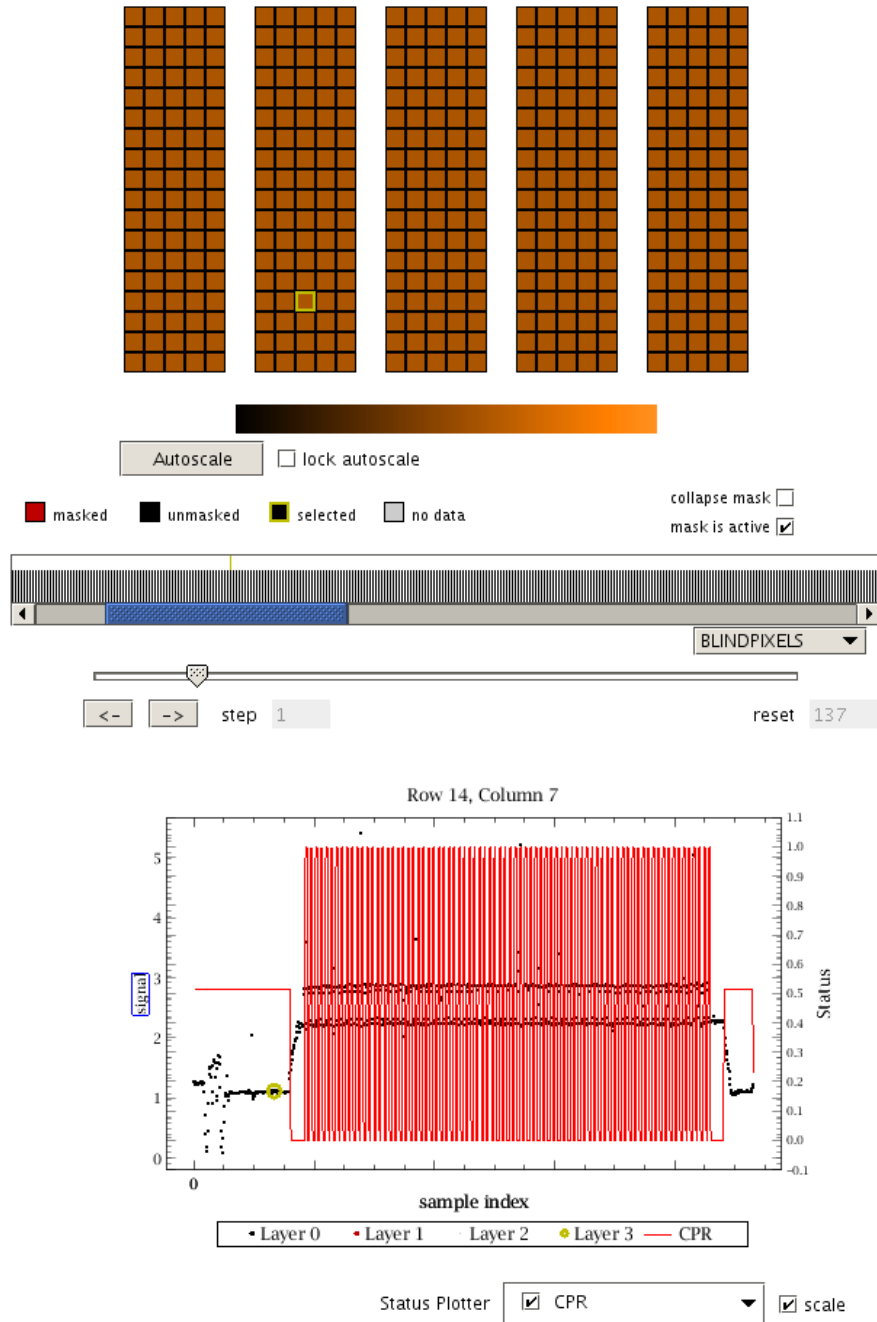 Autoscale lock autoscale
masked unmasked selected no data
collapse mask
mask is active
BLINDPIXELS
<- -> step 1 reset 137
Row 14, Column 7
signal
5
4
3
2
1
0
1.1
1.0
0.9
0.8
0.7
0.6
0.5
0.4
0.3
0.2
0.1
0.0
-0.1
Status
0
sample index
Layer 0 Layer 1 Layer 2 Layer 3 CPR
Status Plotter CPR scale